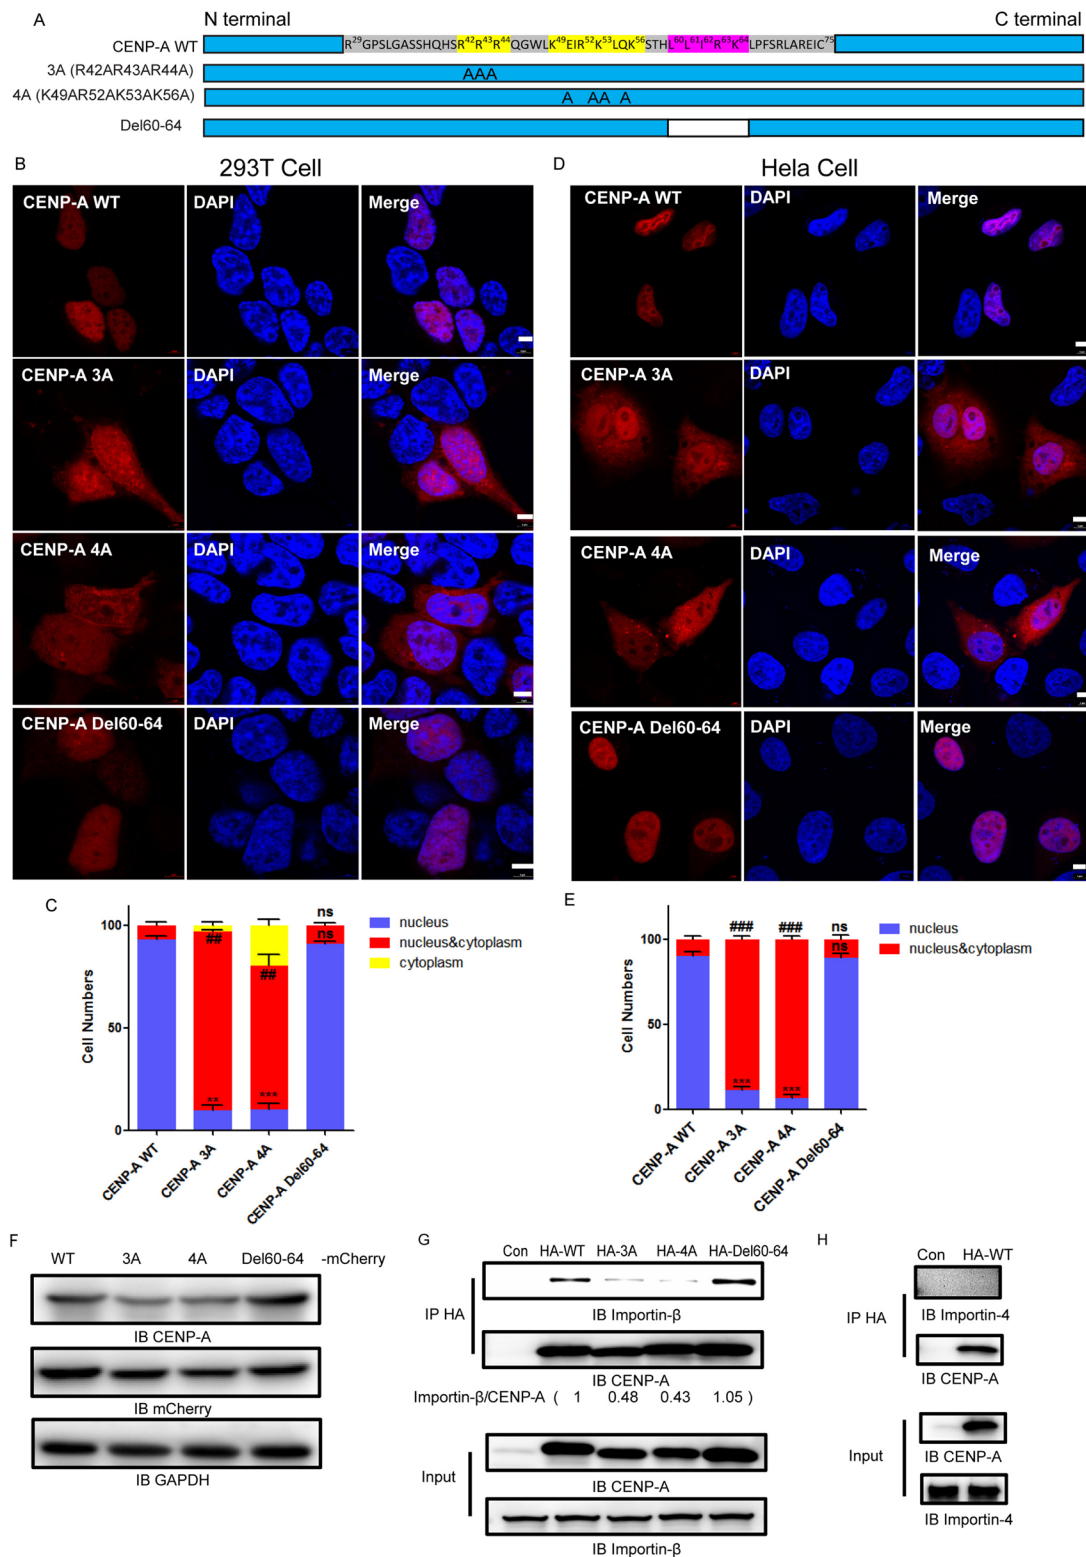 A
N terminal
C terminal
CENP-A WT
R29GPSLGASSHQHSR42R43R44QGWLK49EIR52K53LQK56STHL60L61I62R63K64LPFSRLAREIC75
3A (R42AR43AR44A)
AAA
4A (K49AR52AK53AK56A)
A AA A
Del60-64
B
293T Cell
CENP-A WT DAPI Merge
CENP-A 3A DAPI Merge
CENP-A 4A DAPI Merge
CENP-A Del60-64 DAPI Merge
D
Hela Cell
CENP-A WT DAPI Merge
CENP-A 3A DAPI Merge
CENP-A 4A DAPI Merge
CENP-A Del60-64 DAPI Merge
C
Cell Numbers
100
50
0
## ## ns
ns
** ***
nucleus
nucleus&cytoplasm
cytoplasm
CENP-A WT
CENP-A 3A
CENP-A 4A
CENP-A Del60-64
E
Cell Numbers
100
50
0
### ### ns
ns
*** ***
nucleus
nucleus&cytoplasm
CENP-A WT
CENP-A 3A
CENP-A 4A
CENP-A Del60-64
F
WT 3A 4A Del60-64 -mCherry
IB CENP-A
IB mCherry
IB GAPDH
G
Con HA-WT HA-3A HA-4A HA-Del60-64
IP HA
IB Importin-β
IB CENP-A
Importin-β/CENP-A ( 1 0.48 0.43 1.05 )
Input
IB CENP-A
IB Importin-β
H
Con HA-WT
IP HA
IB Importin-4
IB CENP-A
Input
IB CENP-A
IB Importin-4